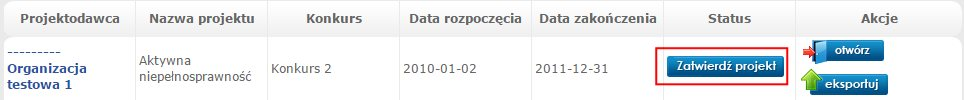 Projektodawca Nazwa projektu Konkurs Data rozpoczęcia Data zakończenia Status Akcje
---------
Organizacja testowa 1
Aktywna niepełnosprawność
Konkurs 2
2010-01-02
2011-12-31
Zatwierdź projekt
otwórz
eksportuj